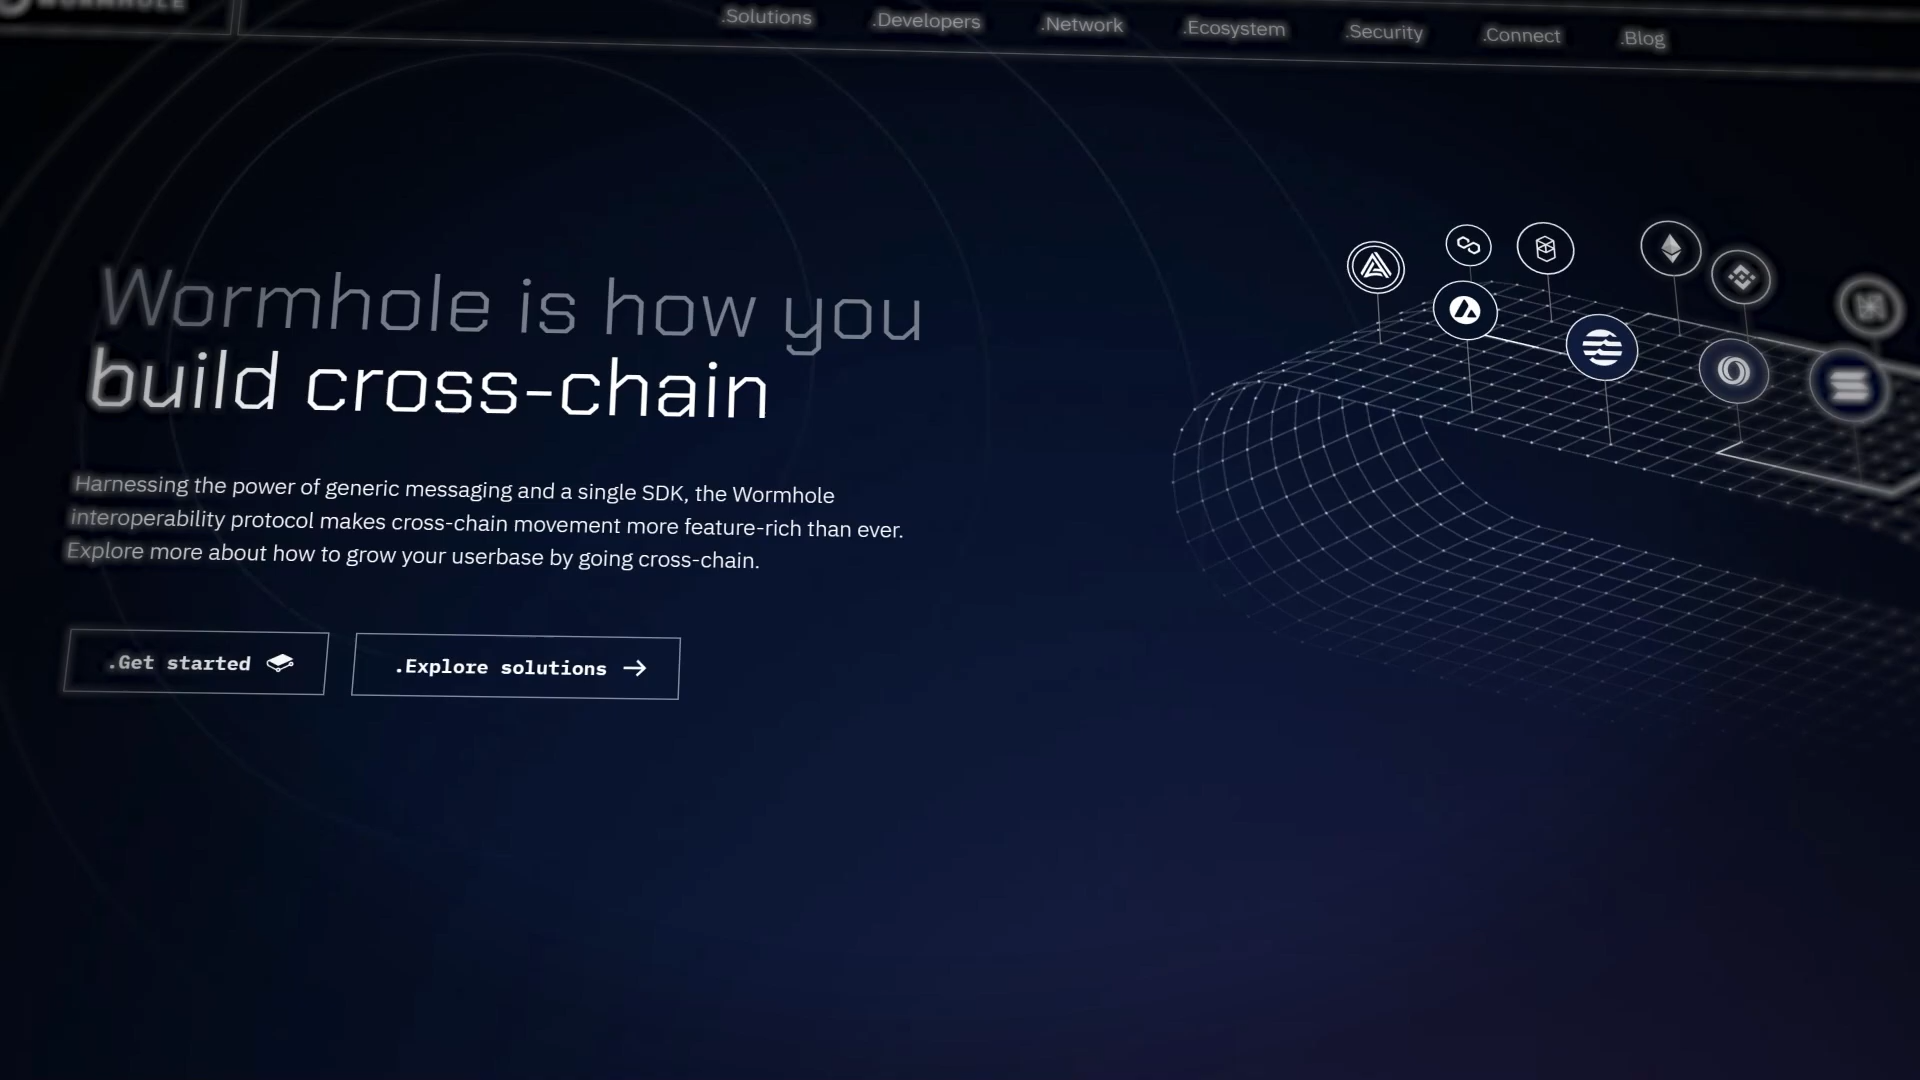 WORMHOLE
.Solutions
.Developers
.Network
.Ecosystem
.Security
.Connect
.Blog
Wormhole is how you
build cross-chain
Harnessing the power of generic messaging and a single SDK, the Wormhole
interoperability protocol makes cross-chain movement more feature-rich than ever.
Explore more about how to grow your userbase by going cross-chain.
.Get started
.Explore solutions